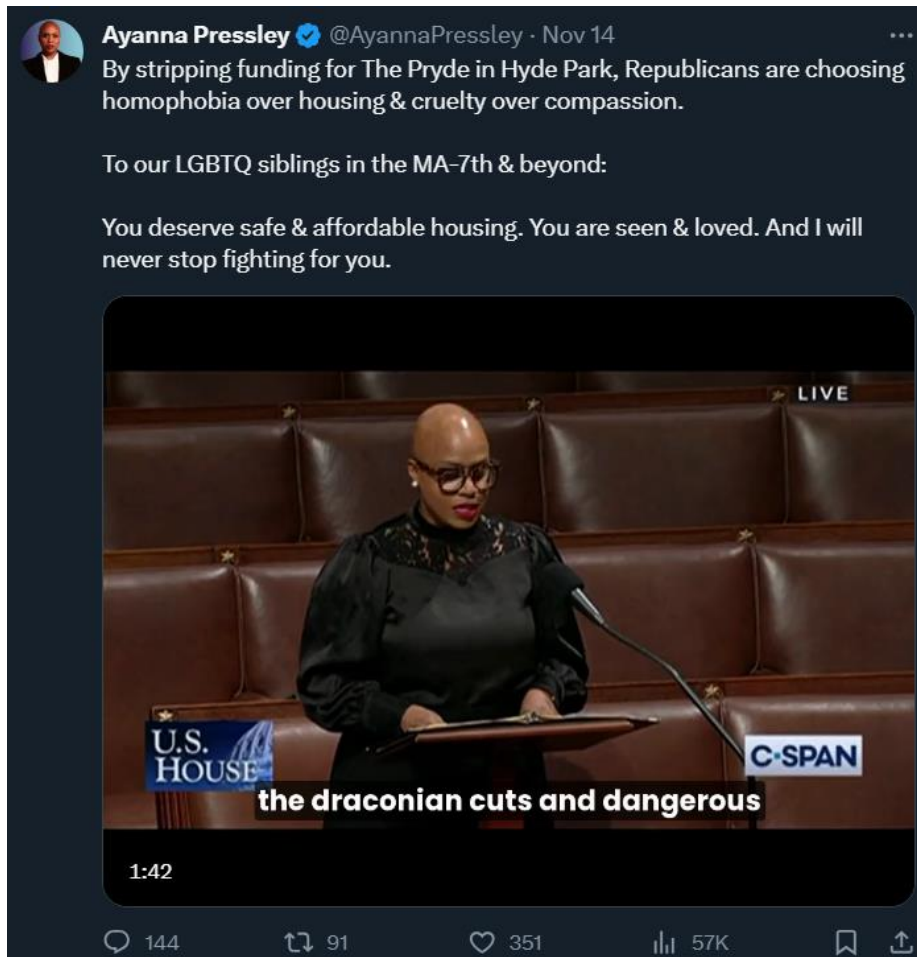 Ayanna Pressley @AyannaPressley · Nov 14
By stripping funding for The Pryde in Hyde Park, Republicans are choosing
homophobia over housing & cruelty over compassion.
To our LGBTQ siblings in the MA-7th & beyond:
You deserve safe & affordable housing. You are seen & loved. And I will
never stop fighting for you.
LIVE
U.S.
HOUSE
C-SPAN
the draconian cuts and dangerous
1:42
144 91 351 57K